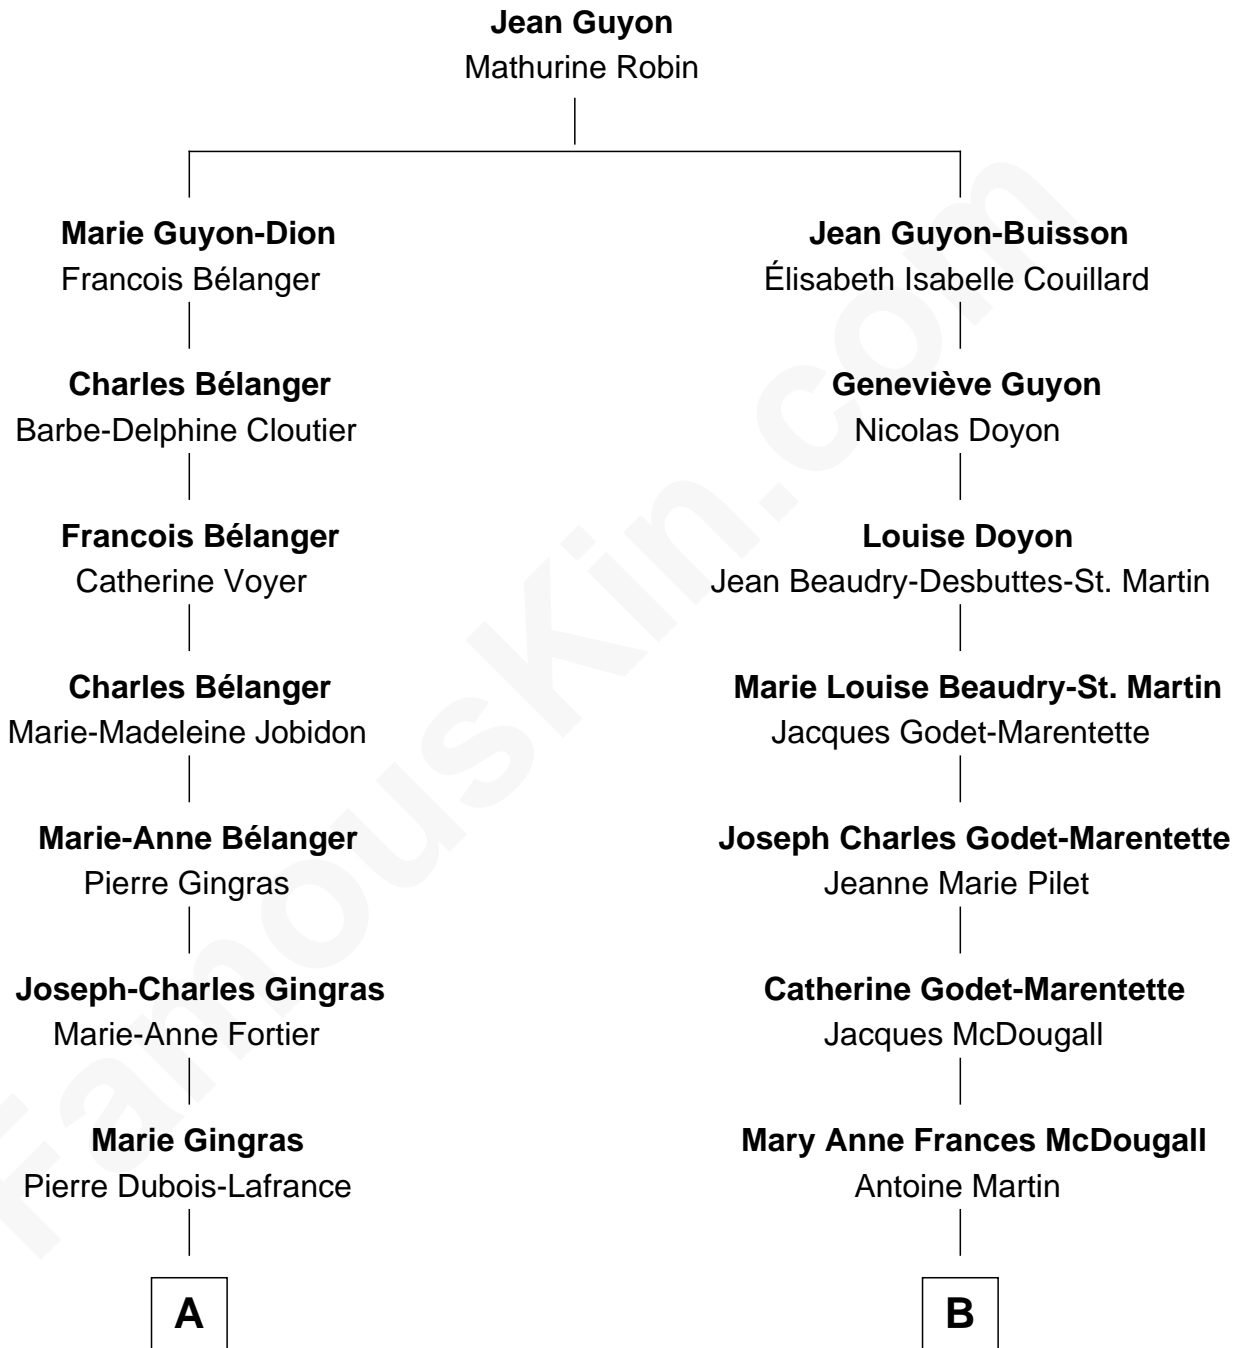 Jean Guyon
Mathurine Robin
Marie Guyon-Dion
Francois Bélanger
Charles Bélanger
Barbe-Delphine Cloutier
Francois Bélanger
Catherine Voyer
Charles Bélanger
Marie-Madeleine Jobidon
Marie-Anne Bélanger
Pierre Gingras
Joseph-Charles Gingras
Marie-Anne Fortier
Marie Gingras
Pierre Dubois-Lafrance
A
Jean Guyon-Buisson
Élisabeth Isabelle Couillard
Geneviève Guyon
Nicolas Doyon
Louise Doyon
Jean Beaudry-Desbuttes-St. Martin
Marie Louise Beaudry-St. Martin
Jacques Godet-Marentette
Joseph Charles Godet-Marentette
Jeanne Marie Pilet
Catherine Godet-Marentette
Jacques McDougall
Mary Anne Frances McDougall
Antoine Martin
B
FamousKin.com